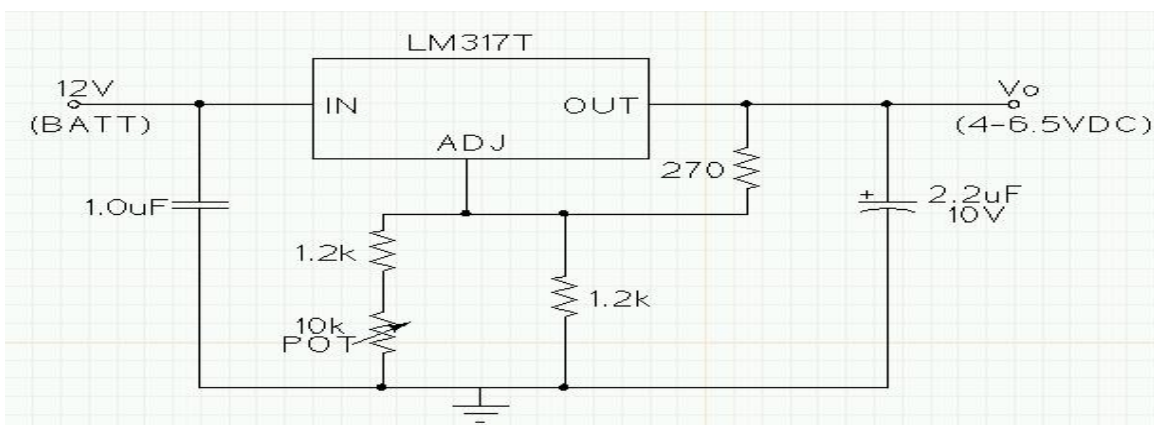 LM317T
12V
(BATT)
IN
OUT
Vo
(4-6.5VDC)
ADJ
270
1.0uF
+
2.2uF
10V
1.2k
1.2k
10k
POT